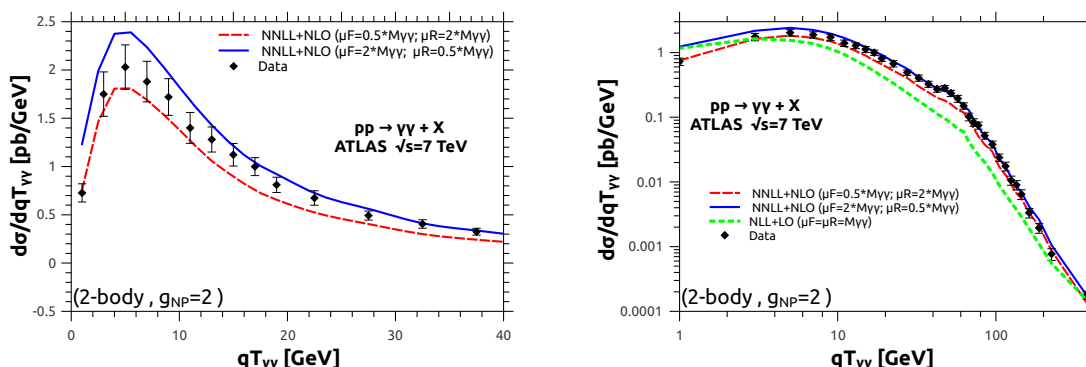 2.5
2
1.5
1
0.5
0
-0.5
dσ/dqTγγ [pb/GeV]
NNLL+NLO (μF=0.5*Mγγ; μR=2*Mγγ)
NNLL+NLO (μF=2*Mγγ; μR=0.5*Mγγ)
Data
pp → γγ + X
ATLAS √s=7 TeV
(2-body , gNP=2 )
0 10 20 30 40
qTγγ [GeV]
1
0.1
0.01
0.001
0.0001
dσ/dqTγγ [pb/GeV]
pp → γγ + X
ATLAS √s=7 TeV
NNLL+NLO (μF=0.5*Mγγ; μR=2*Mγγ)
NNLL+NLO (μF=2*Mγγ; μR=0.5*Mγγ)
NLL+LO (μF=μR=Mγγ)
Data
(2-body , gNP=2 )
1 10 100
qTγγ [GeV]